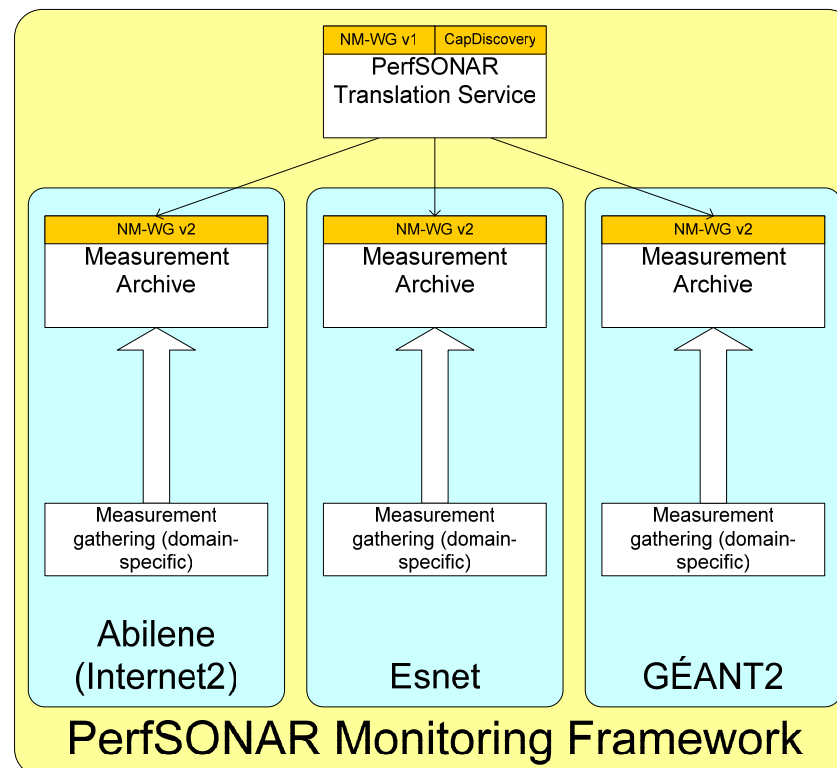 NM-WG v1 CapDiscovery
PerfSONAR
Translation Service
NM-WG v2
Measurement
Archive
Measurement
gathering (domain-
specific)
Abilene
(Internet2)
NM-WG v2
Measurement
Archive
Measurement
gathering (domain-
specific)
Esnet
NM-WG v2
Measurement
Archive
Measurement
gathering (domain-
specific)
GÉANT2
PerfSONAR Monitoring Framework